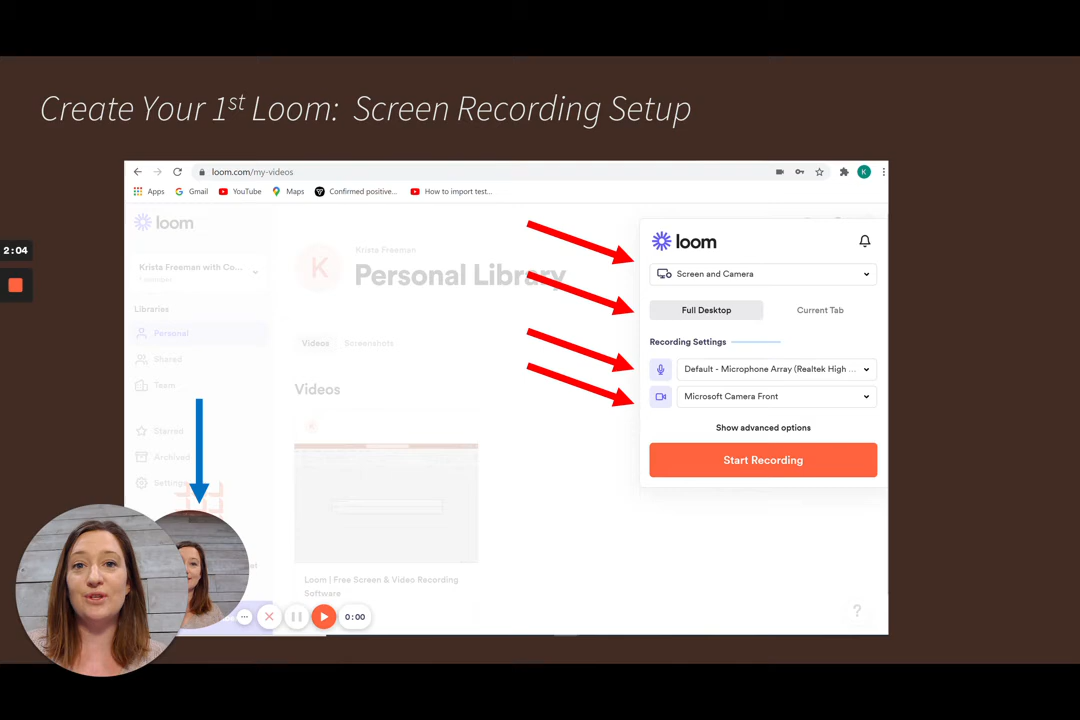 Create Your 1st Loom: Screen Recording Setup
loom.com/my-videos
K
Apps
Gmail
YouTube
Maps
Confirmed positive...
How to import test...
2:04
loom
Krista Freeman with Co...
Libraries
Personal
Shared
Team
Starred
Archived
Settings
K
Krista Freeman
Personal Library
Videos
Screenshots
Videos
K
Loom | Free Screen & Video Recording
Software
loom
Screen and Camera
Full Desktop
Current Tab
Recording Settings
Default - Microphone Array (Realtek High ...
Microsoft Camera Front
Show advanced options
Start Recording
0:00
?